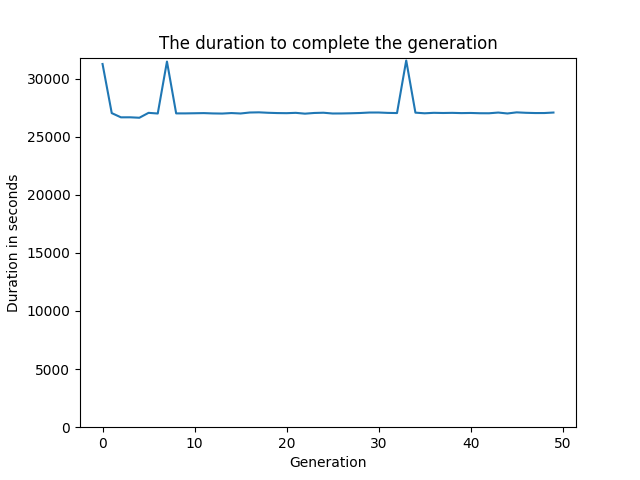 The duration to complete the generation
30000
25000
20000
15000
10000
5000
0
Duration in seconds
0 10 20 30 40 50
Generation